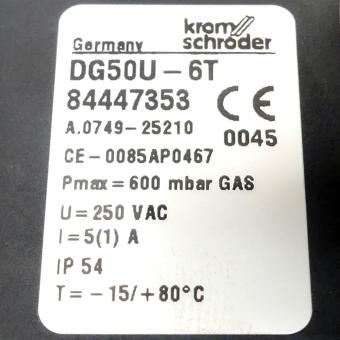 krom
Germany schröder
DG50U-6T
84447353 CE
A.0749-25210 0045
CE-0085AP0467
Pmax=600 mbar GAS
U=250 VAC
I=5(1) A
IP 54
T=-15/+80°C